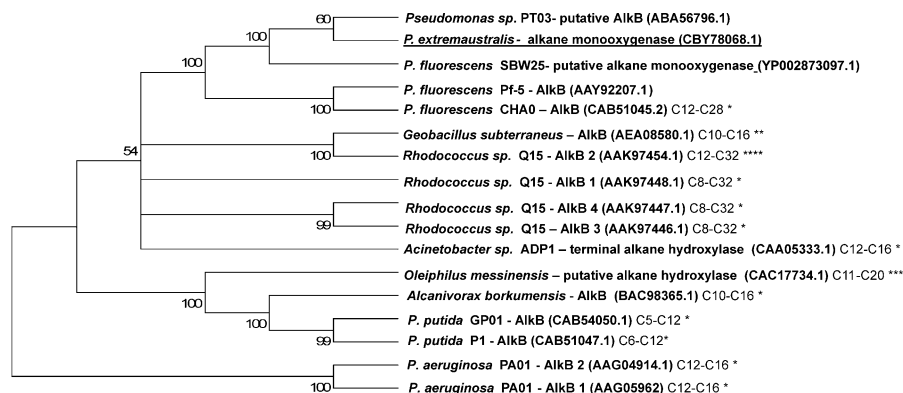 60 Pseudomonas sp. PT03- putative AlkB (ABA56796.1)
100 P. extremaustralis - alkane monooxygenase (CBY78068.1)
100 P. fluorescens SBW25- putative alkane monooxygenase (YP002873097.1)
P. fluorescens Pf-5 - AlkB (AAY92207.1)
100 P. fluorescens CHA0 – AlkB (CAB51045.2) C12-C28 *
Geobacillus subterraneus – AlkB (AEA08580.1) C10-C16 **
54 100 Rhodococcus sp. Q15 - AlkB 2 (AAK97454.1) C12-C32 ****
Rhodococcus sp. Q15 - AlkB 1 (AAK97448.1) C8-C32 *
Rhodococcus sp. Q15 - AlkB 4 (AAK97447.1) C8-C32 *
99 Rhodococcus sp. Q15 – AlkB 3 (AAK97446.1) C8-C32 *
Acinetobacter sp. ADP1 – terminal alkane hydroxylase (CAA05333.1) C12-C16 *
Oleiphilus messinensis – putative alkane hydroxylase (CAC17734.1) C11-C20 ***
100 Alcanivorax borkumensis - AlkB (BAC98365.1) C10-C16 *
100 P. putida GP01 - AlkB (CAB54050.1) C5-C12 *
99 P. putida P1 - AlkB (CAB51047.1) C6-C12*
P. aeruginosa PA01 - AlkB 2 (AAG04914.1) C12-C16 *
100 P. aeruginosa PA01 - AlkB 1 (AAG05962) C12-C16 *